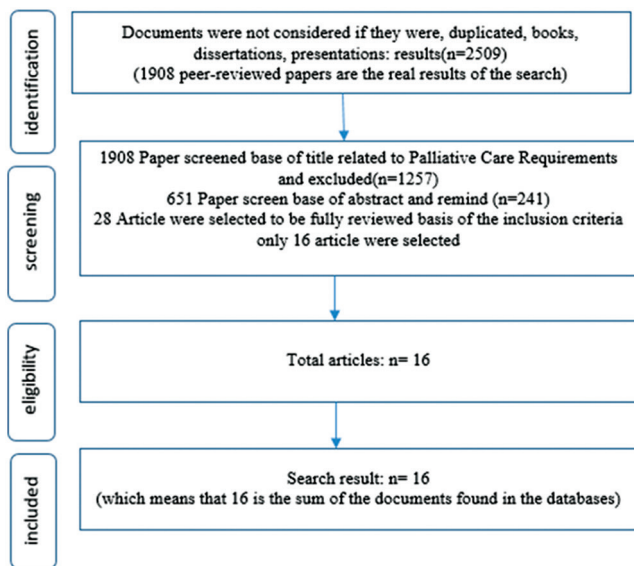 identification
Documents were not considered if they were, duplicated, books,
dissertations, presentations: results(n=2509)
(1908 peer-reviewed papers are the real results of the search)
screening
1908 Paper screened base of title related to Palliative Care Requirements
and excluded(n=1257)
651 Paper screen base of abstract and remind (n=241)
28 Article were selected to be fully reviewed basis of the inclusion criteria
only 16 article were selected
eligibility
Total articles: n= 16
included
Search result: n= 16
(which means that 16 is the sum of the documents found in the databases)